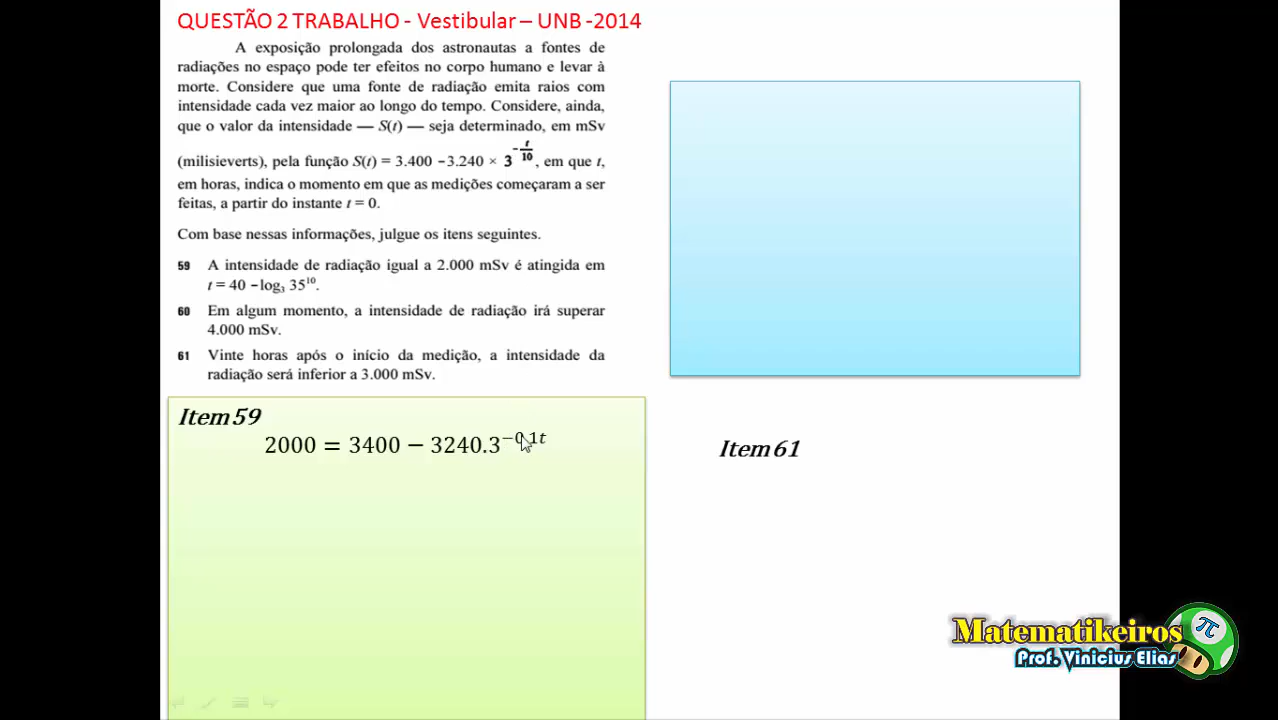 QUESTÃO 2 TRABALHO - Vestibular – UNB -2014
A exposição prolongada dos astronautas a fontes de
radiações no espaço pode ter efeitos no corpo humano e levar à
morte. Considere que uma fonte de radiação emita raios com
intensidade cada vez maior ao longo do tempo. Considere, ainda,
que o valor da intensidade — S(t) — seja determinado, em mSv
(milisieverts), pela função S(t) = 3.400 –3.240 × 3^(–t/10), em que t,
em horas, indica o momento em que as medições começaram a ser
feitas, a partir do instante t = 0.
Com base nessas informações, julgue os itens seguintes.
59 A intensidade de radiação igual a 2.000 mSv é atingida em
t = 40 – log₃ 35¹⁰.
60 Em algum momento, a intensidade de radiação irá superar
4.000 mSv.
61 Vinte horas após o início da medição, a intensidade da
radiação será inferior a 3.000 mSv.
Item 59
2000 = 3400 − 3240.3^(−0,1t)
Item 61
Matematikeiros
Prof. Vinicius Elias
π